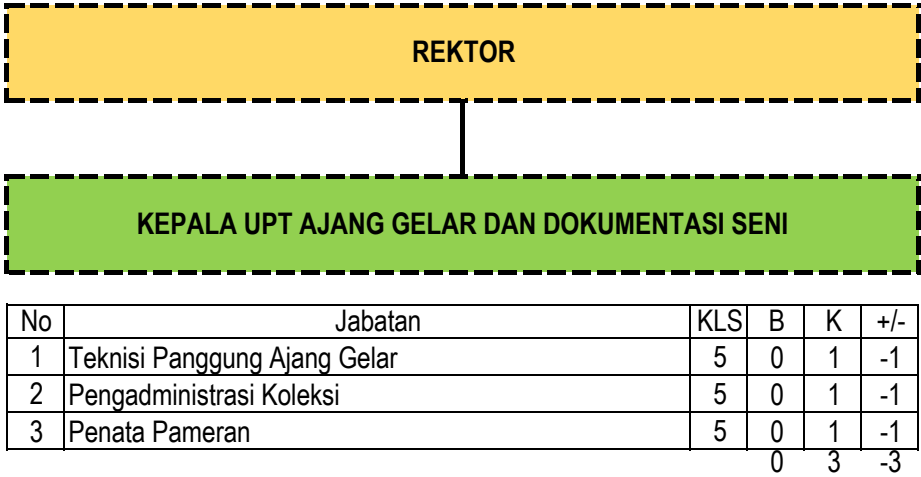 REKTOR
KEPALA UPT AJANG GELAR DAN DOKUMENTASI SENI
No Jabatan KLS B K +/-
1 Teknisi Panggung Ajang Gelar 5 0 1 -1
2 Pengadministrasi Koleksi 5 0 1 -1
3 Penata Pameran 5 0 1 -1
0 3 -3